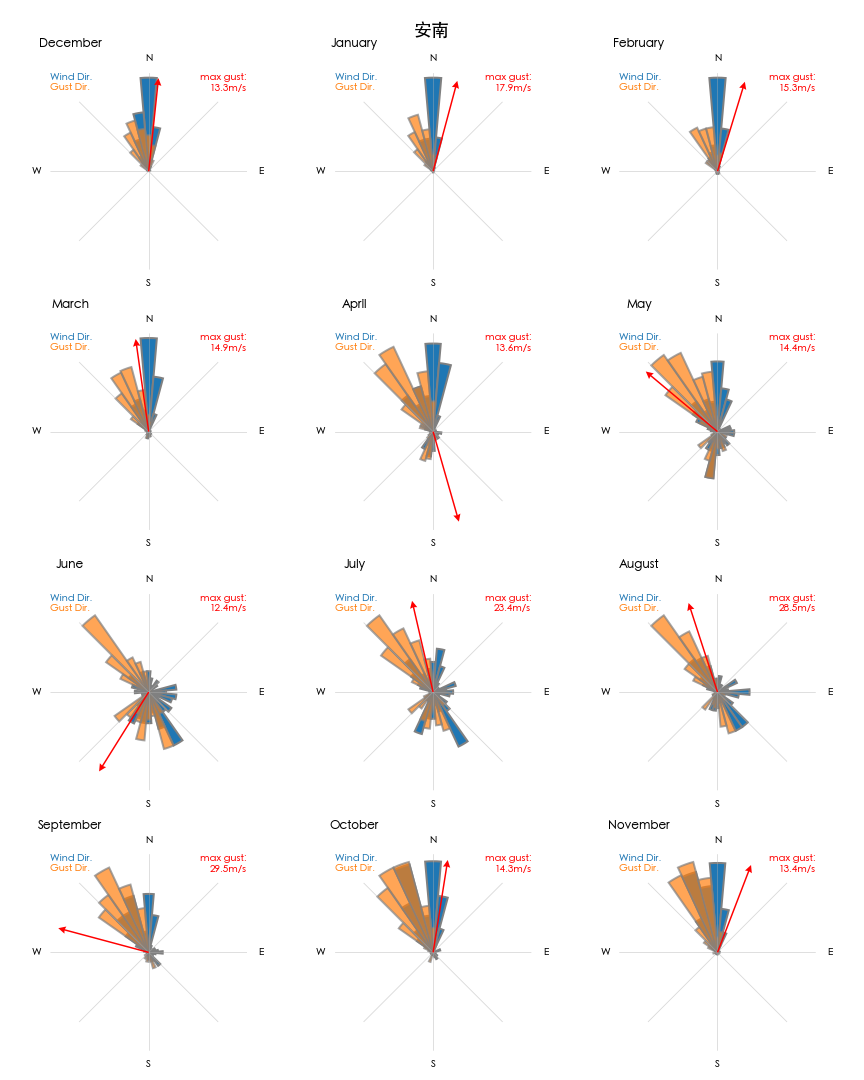 安南
December
January
February
N
N
N
Wind Dir.
Gust Dir.
max gust:
13.3m/s
Wind Dir.
Gust Dir.
max gust:
17.9m/s
Wind Dir.
Gust Dir.
max gust:
15.3m/s
W
E
W
E
W
E
S
S
S
March
April
May
N
N
N
Wind Dir.
Gust Dir.
max gust:
14.9m/s
Wind Dir.
Gust Dir.
max gust:
13.6m/s
Wind Dir.
Gust Dir.
max gust:
14.4m/s
W
E
W
E
W
E
S
S
S
June
July
August
N
N
N
Wind Dir.
Gust Dir.
max gust:
12.4m/s
Wind Dir.
Gust Dir.
max gust:
23.4m/s
Wind Dir.
Gust Dir.
max gust:
28.5m/s
W
E
W
E
W
E
S
S
S
September
October
November
N
N
N
Wind Dir.
Gust Dir.
max gust:
29.5m/s
Wind Dir.
Gust Dir.
max gust:
14.3m/s
Wind Dir.
Gust Dir.
max gust:
13.4m/s
W
E
W
E
W
E
S
S
S